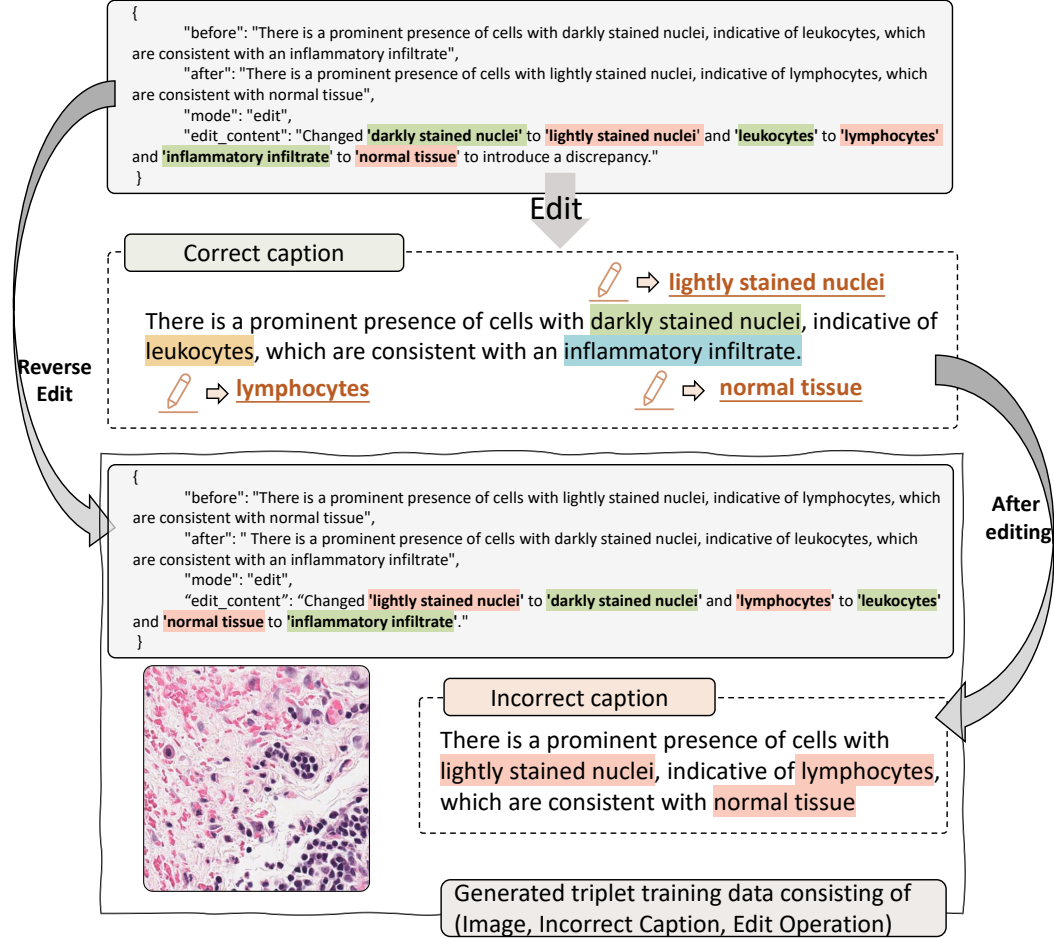 {
"before": "There is a prominent presence of cells with darkly stained nuclei, indicative of leukocytes, which
are consistent with an inflammatory infiltrate",
"after": "There is a prominent presence of cells with lightly stained nuclei, indicative of lymphocytes, which
are consistent with normal tissue",
"mode": "edit",
"edit_content": "Changed 'darkly stained nuclei' to 'lightly stained nuclei' and 'leukocytes' to 'lymphocytes'
and 'inflammatory infiltrate' to 'normal tissue' to introduce a discrepancy."
}
Edit
Correct caption
lightly stained nuclei
There is a prominent presence of cells with darkly stained nuclei, indicative of
leukocytes, which are consistent with an inflammatory infiltrate.
lymphocytes
normal tissue
Reverse
Edit
After
editing
{
"before": "There is a prominent presence of cells with lightly stained nuclei, indicative of lymphocytes, which
are consistent with normal tissue",
"after": " There is a prominent presence of cells with darkly stained nuclei, indicative of leukocytes, which
are consistent with an inflammatory infiltrate",
"mode": "edit",
“edit_content”: “Changed 'lightly stained nuclei' to 'darkly stained nuclei' and 'lymphocytes' to 'leukocytes'
and 'normal tissue to 'inflammatory infiltrate'."
}
Incorrect caption
There is a prominent presence of cells with
lightly stained nuclei, indicative of lymphocytes,
which are consistent with normal tissue
Generated triplet training data consisting of
(Image, Incorrect Caption, Edit Operation)